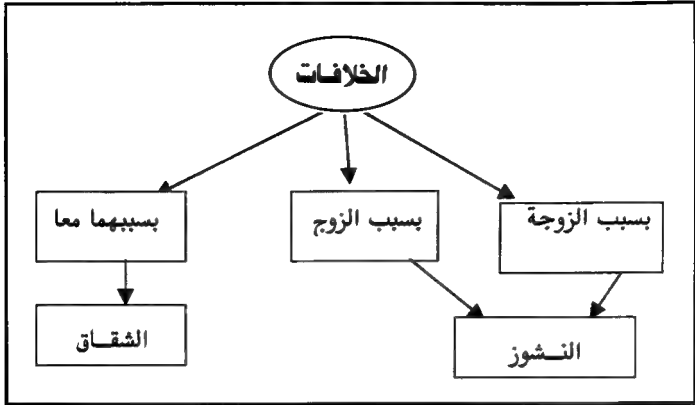 الخلافات
بسبب الزوجة
بسبب الزوج
بسببهما معا
النشوز
الشقاق